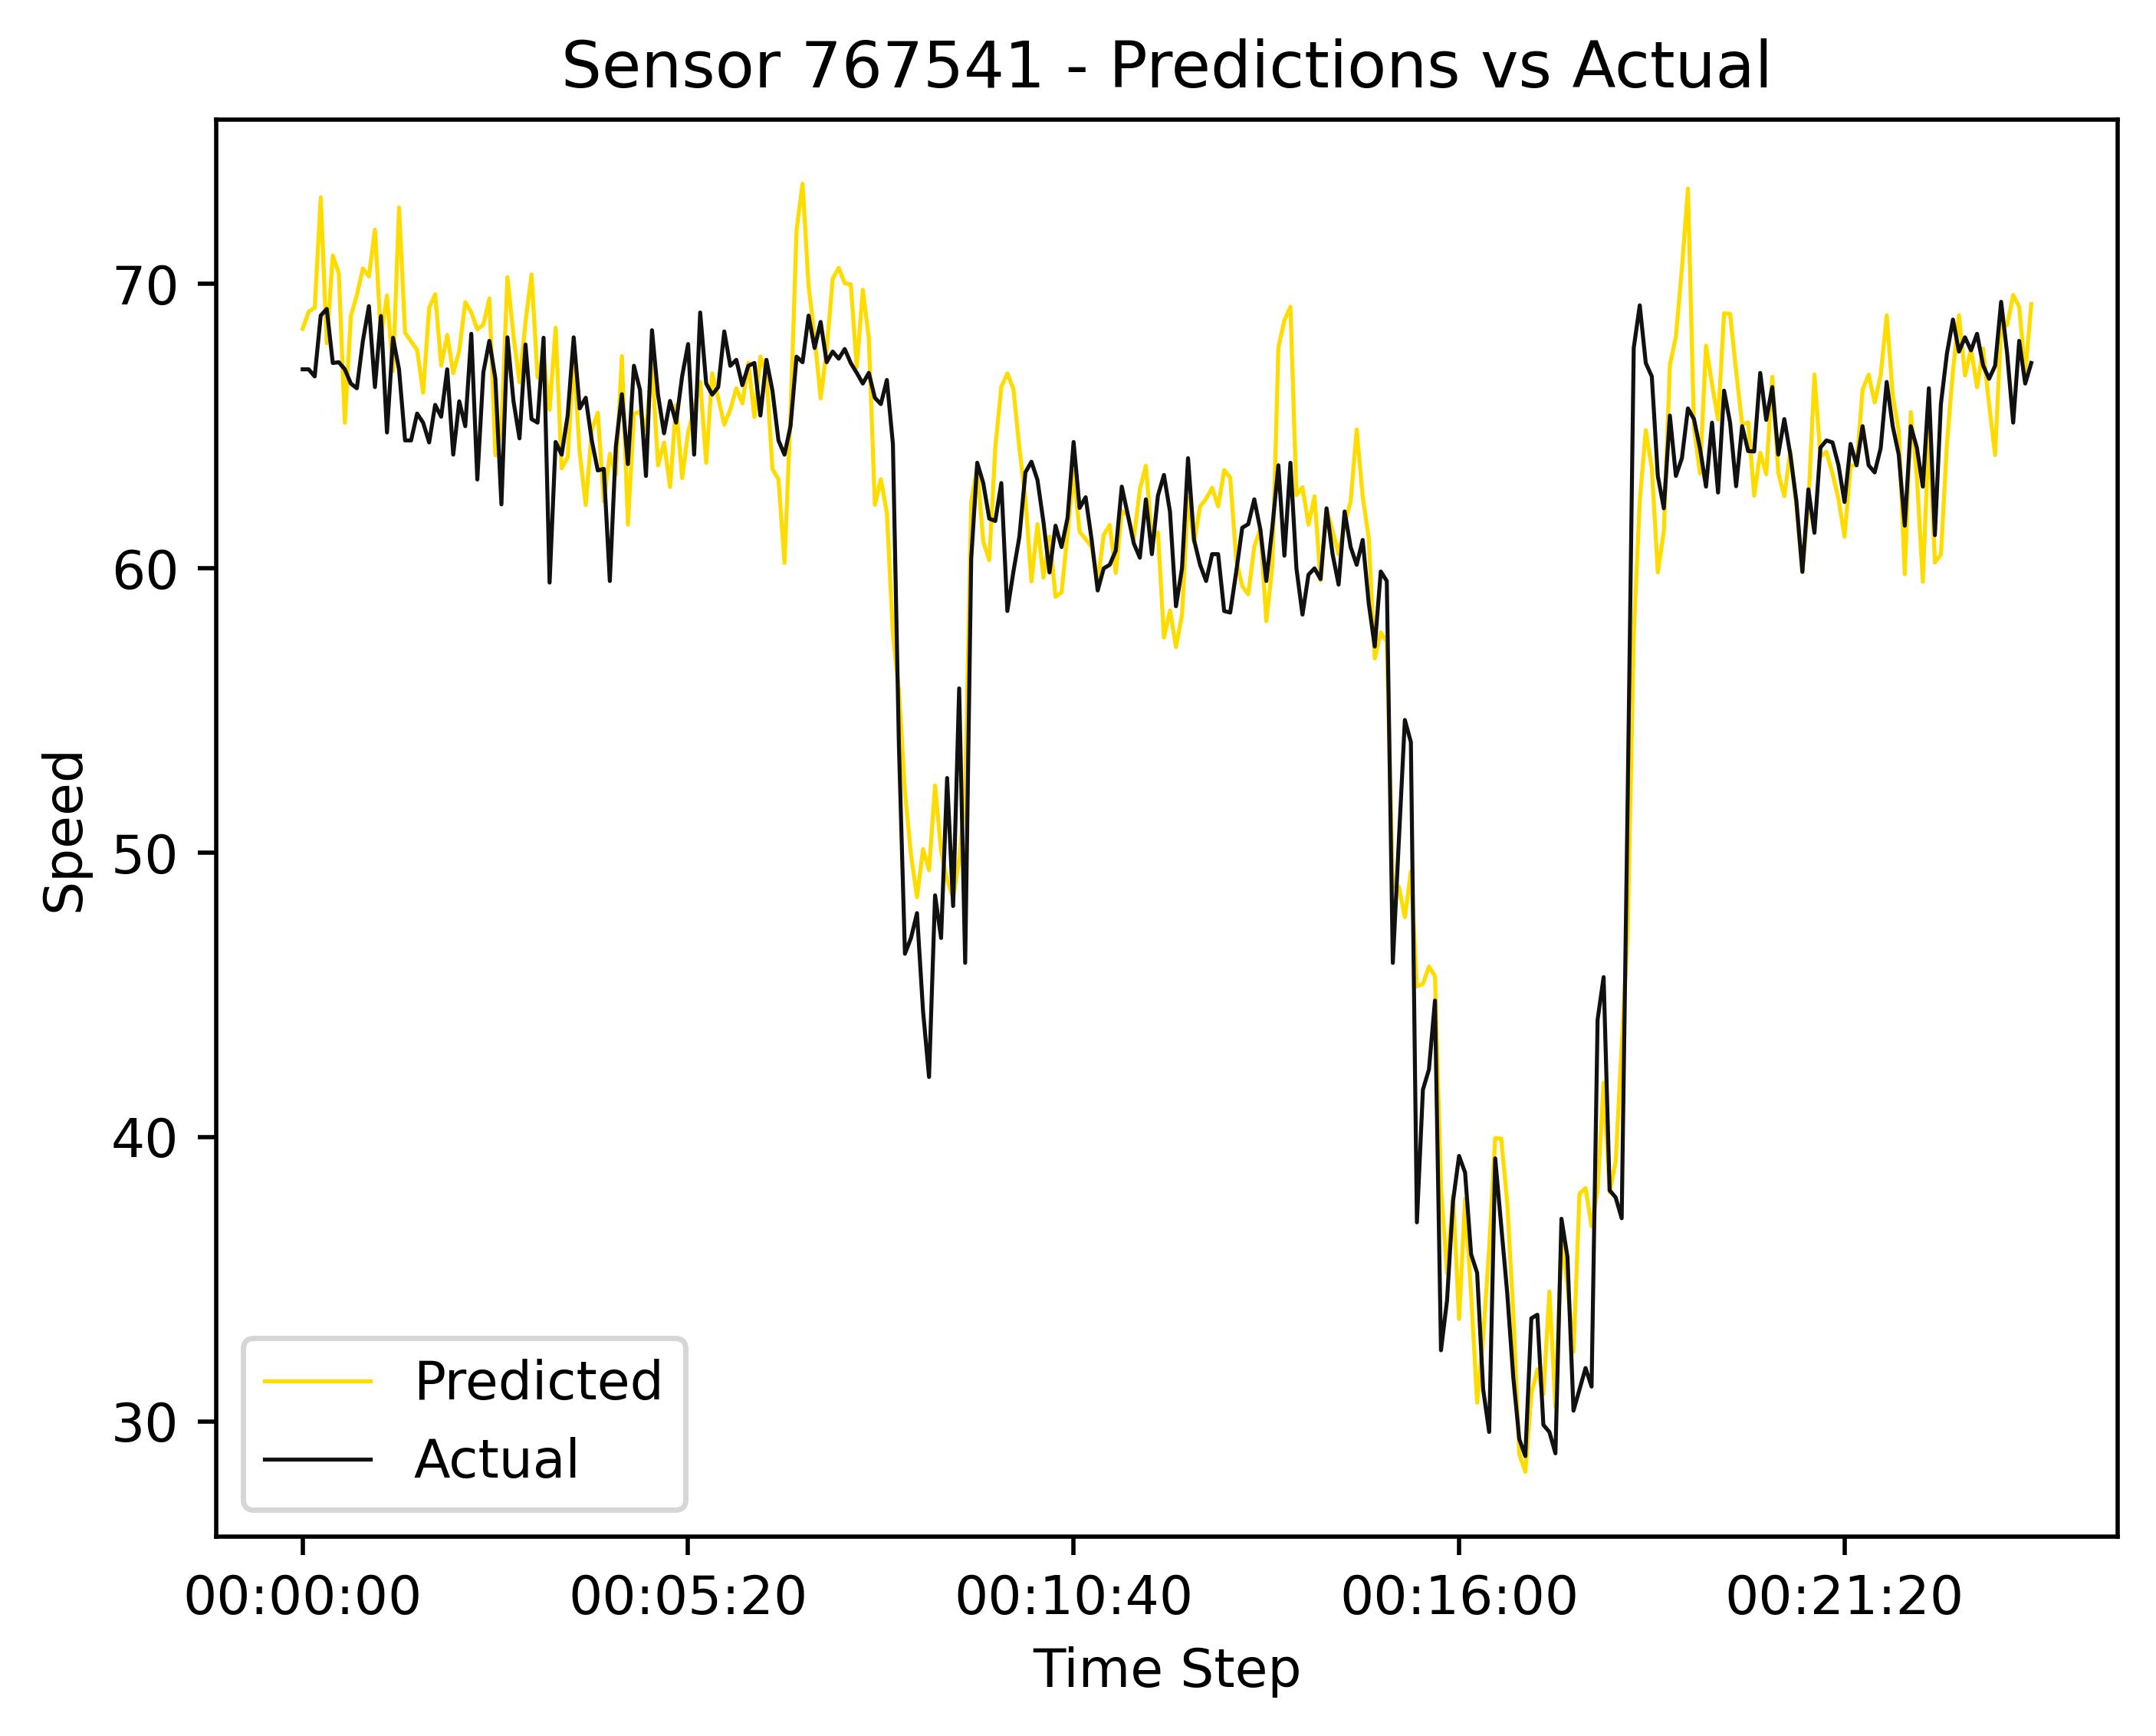 Sensor 767541 - Predictions vs Actual
70
60
50
40
30
Speed
Predicted
Actual
00:00:00 00:05:20 00:10:40 00:16:00 00:21:20
Time Step